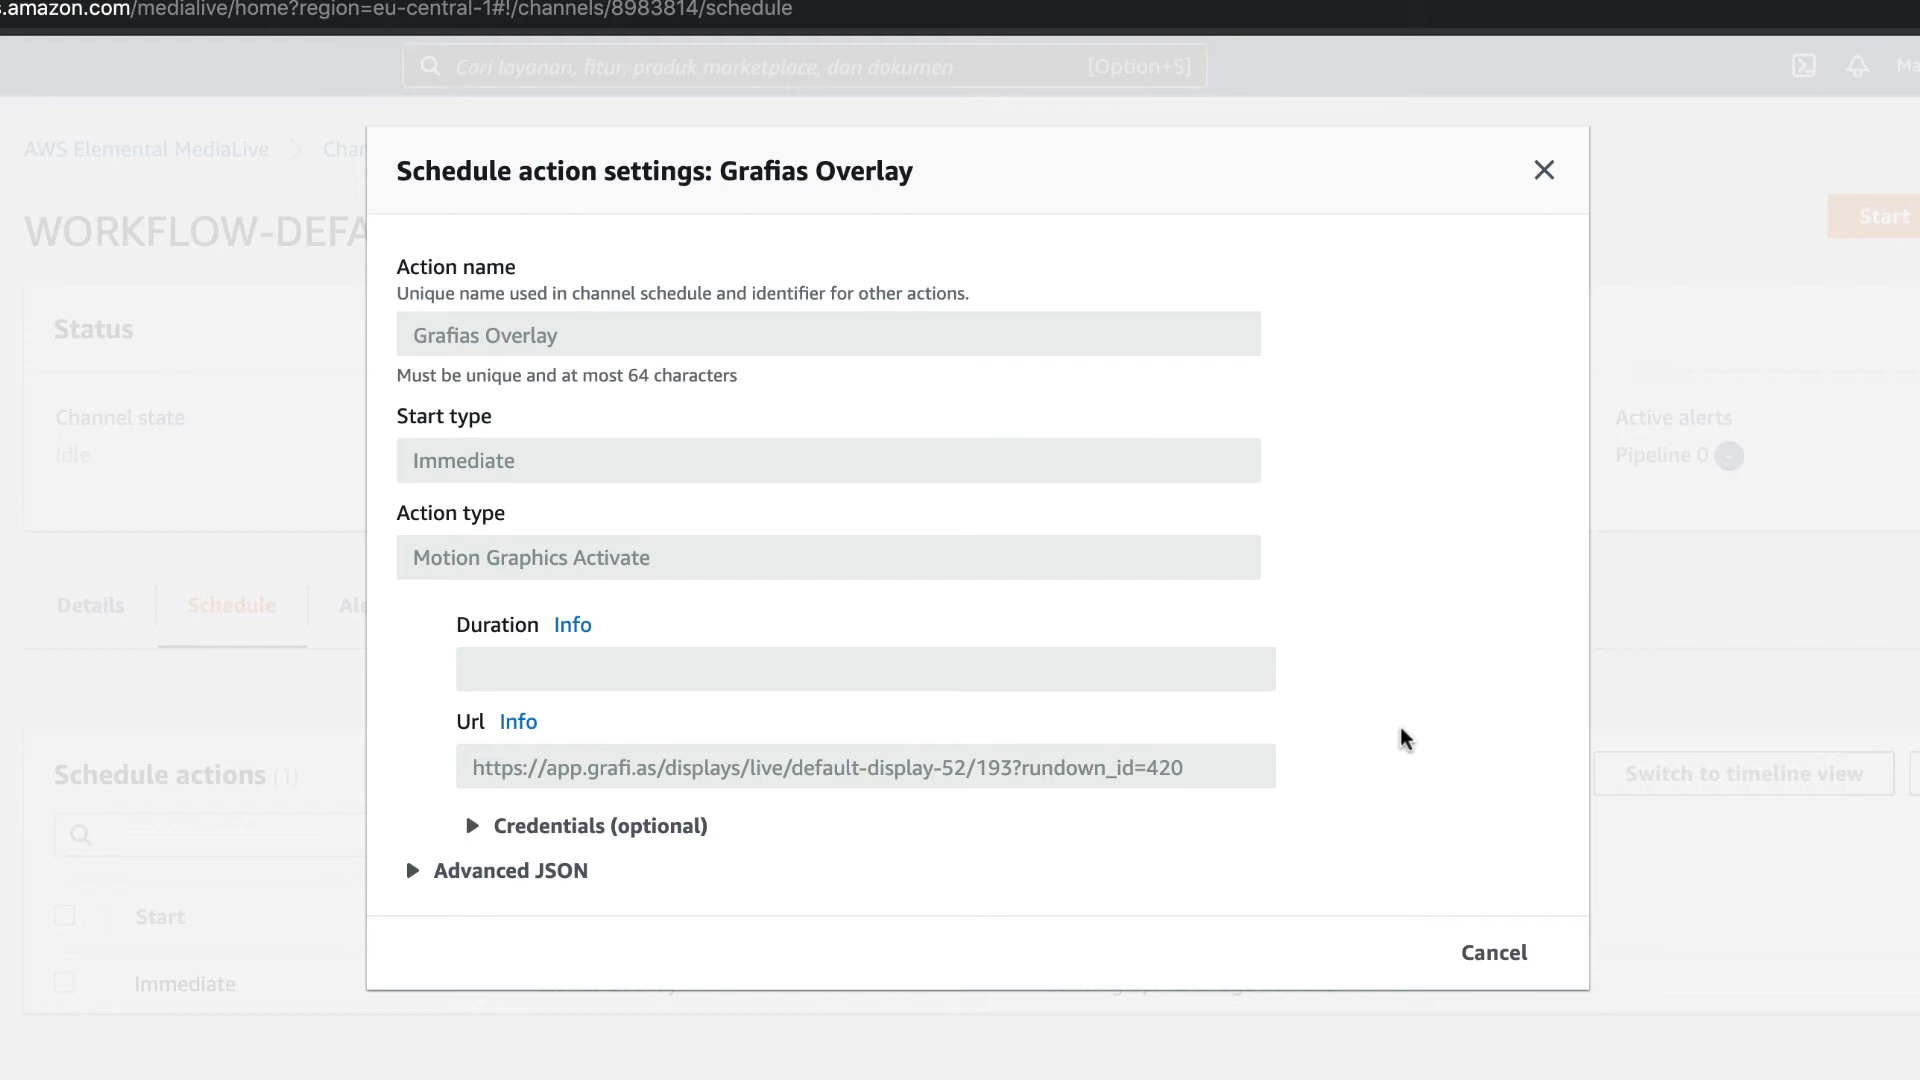 s.amazon.com/medialive/home?region=eu-central-1#!/channels/8983814/schedule
Cari layanan, fitur, produk marketplace, dan dokumen [Option+S]
Ma
AWS Elemental MediaLive Chan
WORKFLOW-DEFA
Start
Schedule action settings: Grafias Overlay
Action name
Unique name used in channel schedule and identifier for other actions.
Grafias Overlay
Must be unique and at most 64 characters
Start type
Immediate
Action type
Motion Graphics Activate
Duration Info
Url Info
https://app.grafi.as/displays/live/default-display-52/193?rundown_id=420
Credentials (optional)
Advanced JSON
Cancel
Status
Channel state
Idle
Active alerts
Pipeline 0 -
Details Schedule Ale
Schedule actions (1)
Switch to timeline view
Start
Immediate